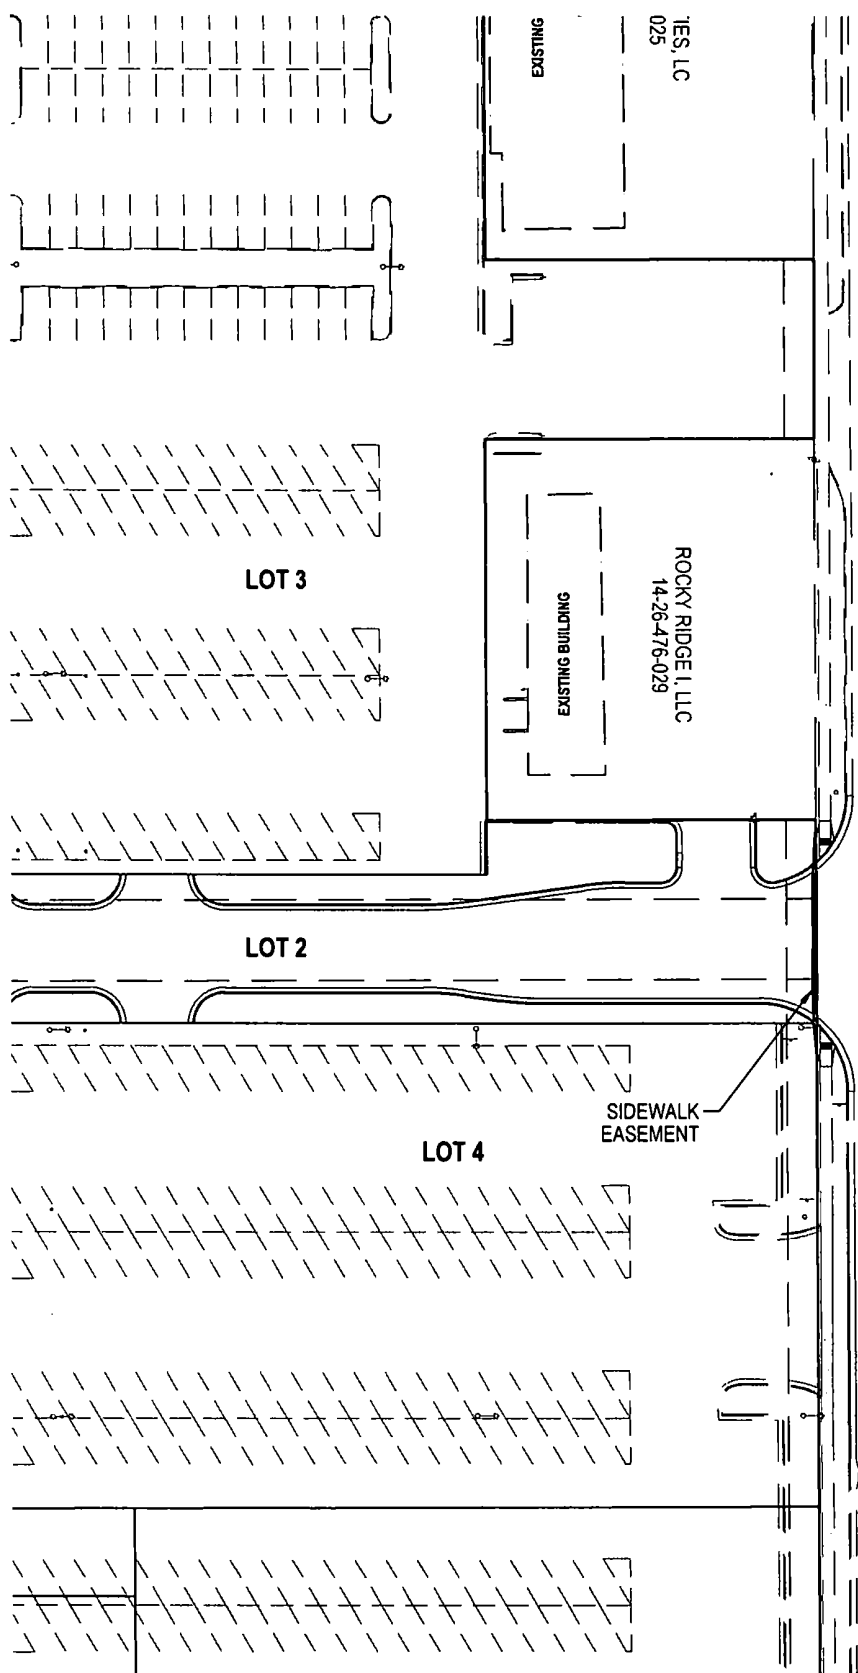 EXISTING
TIES, LC
025
LOT 3
EXISTING BUILDING
ROCKY RIDGE I, LLC
14-26-476-029
LOT 2
SIDEWALK
EASEMENT
LOT 4